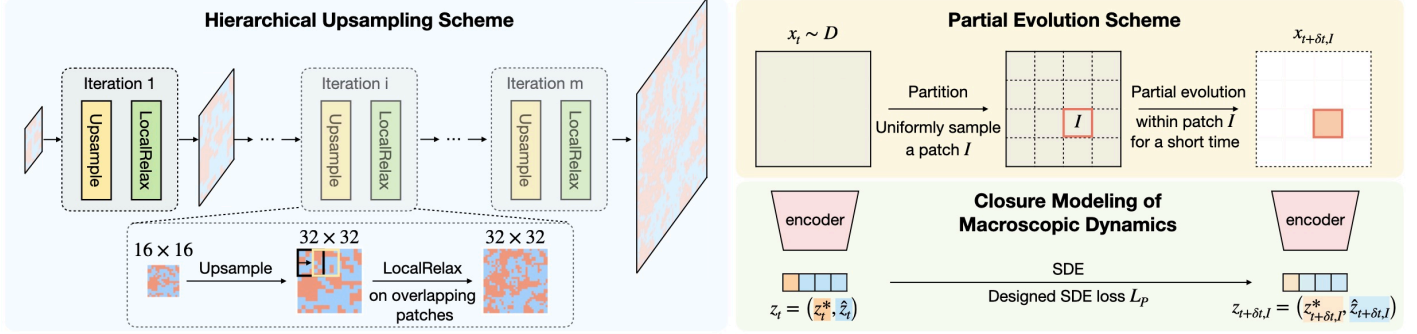 Hierarchical Upsampling Scheme
Iteration 1
Upsample
LocalRelax
...
Iteration i
Upsample
LocalRelax
...
Iteration m
Upsample
LocalRelax
16 × 16
Upsample
32 × 32
LocalRelax
on overlapping
patches
32 × 32
Partial Evolution Scheme
x_t ~ D
Partition
Uniformly sample
a patch I
I
Partial evolution
within patch I
for a short time
x_{t+δt,I}
Closure Modeling of
Macroscopic Dynamics
encoder
z_t = (z_t^*, ẑ_t)
SDE
Designed SDE loss L_P
encoder
z_{t+δt,I} = (z^*_{t+δt,I}, ẑ_{t+δt,I})